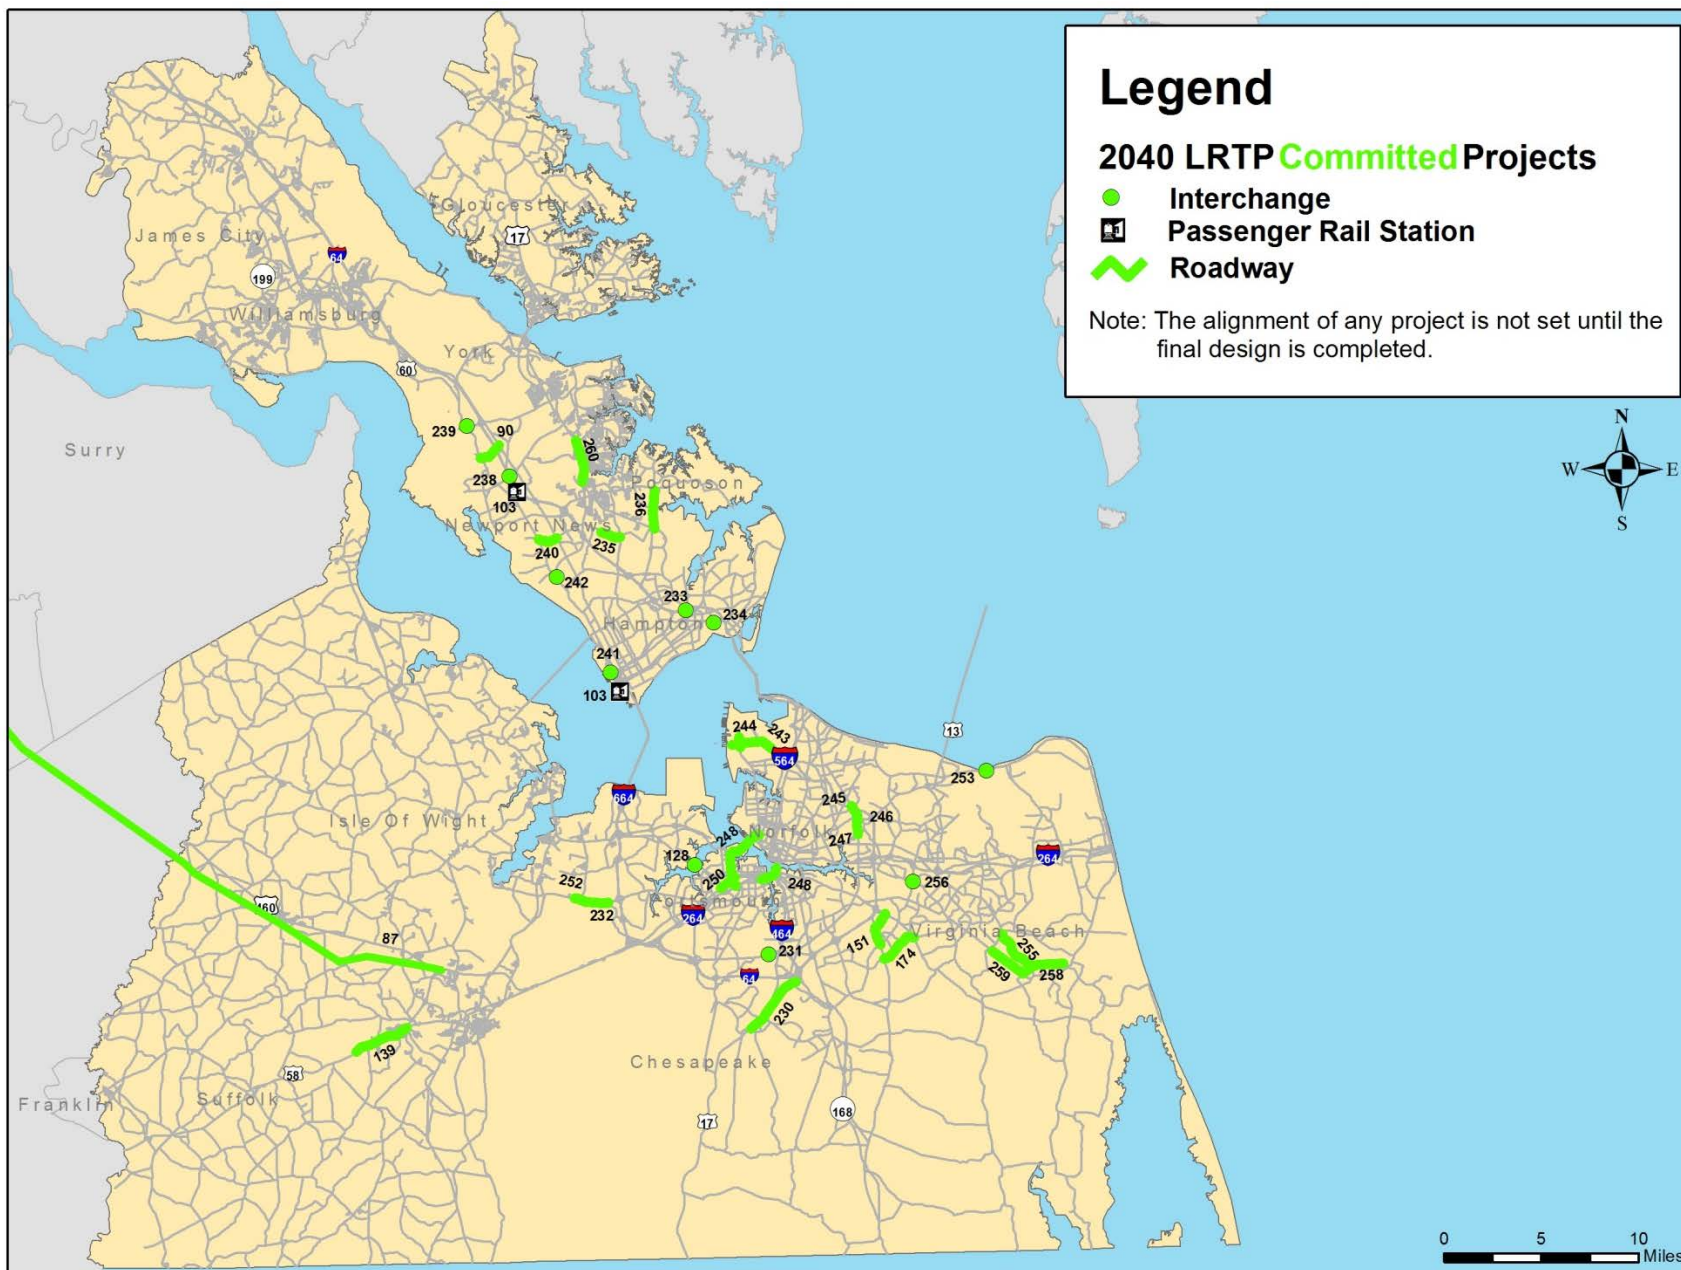 Legend
2040 LRTP Committed Projects
Interchange
Passenger Rail Station
Roadway
Note: The alignment of any project is not set until the
final design is completed.
Gloucester
17
James City
64
199
Williamsburg
York
60
N
W E
S
Surry
239
90
260
238
103
Poquoson
236
Newport News
240
235
242
233
234
Hampton
241
103
244
243
13
564
253
664
245
246
Isle Of Wight
248
Norfolk
247
128
264
252
250
248
256
460
232
Portsmouth
264
464
87
151
174
Virginia Beach
255
231
259
258
64
230
139
Chesapeake
58
Suffolk
Franklin
17
168
0 5 10
Miles